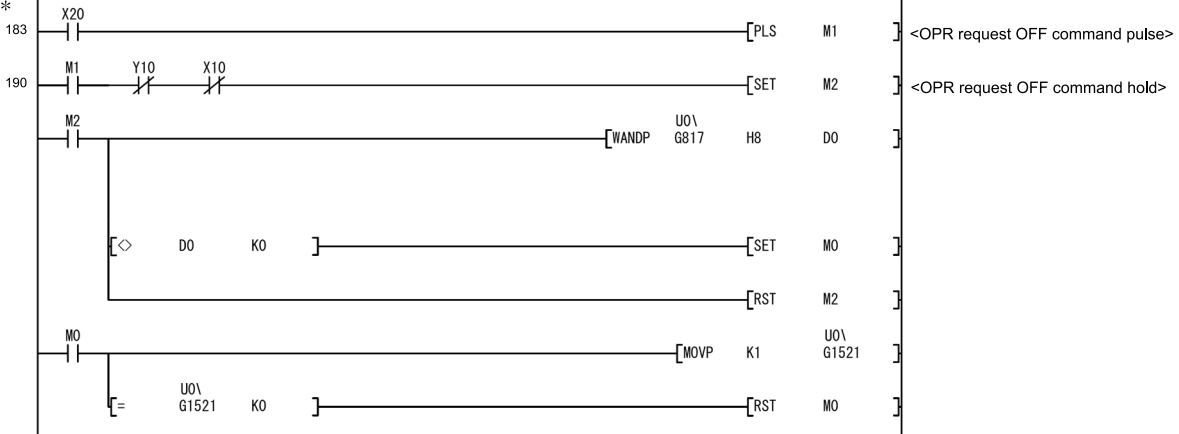 *
X20
183 [PLS M1 ] <OPR request OFF command pulse>
M1 Y10 X10
190 [SET M2 ] <OPR request OFF command hold>
M2 U0\
[WANDP G817 H8 D0 ]
[<> D0 K0 ] [SET M0 ]
[RST M2 ]
M0 U0\
[MOVP K1 G1521 ]
U0\
[= G1521 K0 ] [RST M0 ]